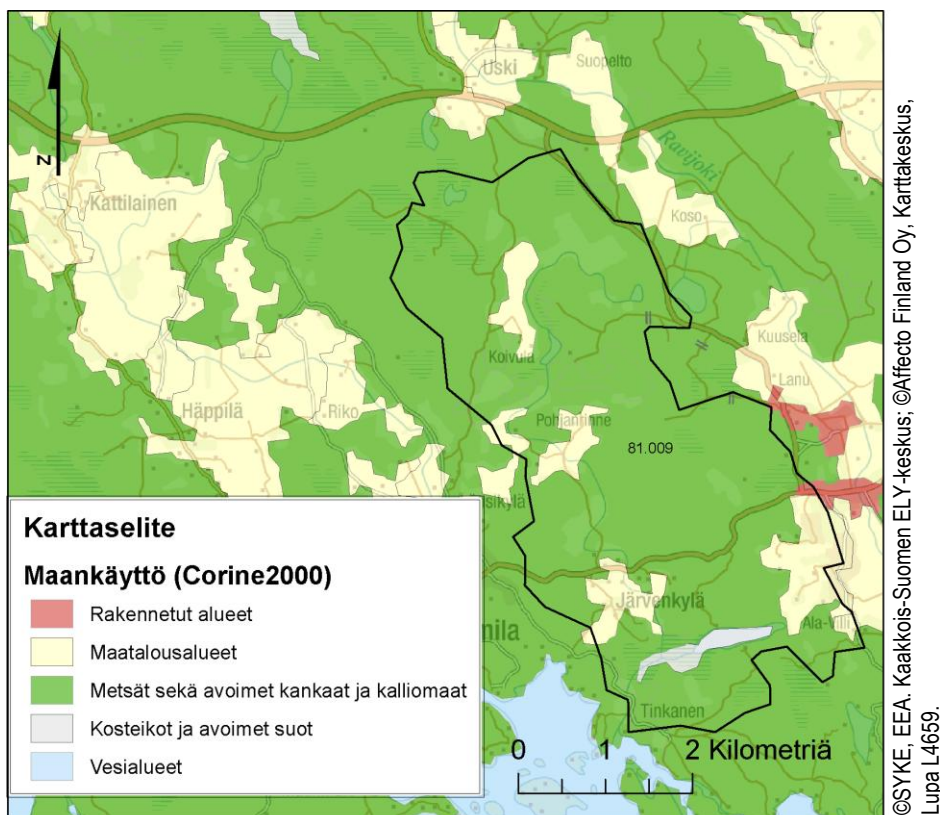 N
Uski
Suopelto
Ravijoki
Kattilainen
Koso
Koivula
Kuusela
Lanu
Häppilä
Riko
Pohjanrinne
81.009
Järvenkylä
Ala-Villi
Tinkanen
Karttaselite
Maankäyttö (Corine2000)
Rakennetut alueet
Maatalousalueet
Metsät sekä avoimet kankaat ja kalliomaat
Kosteikot ja avoimet suot
Vesialueet
0 1 2 Kilometriä
©SYKE, EEA. Kaakkois-Suomen ELY-keskus; ©Affecto Finland Oy, Karttakeskus,
Lupa L4659.